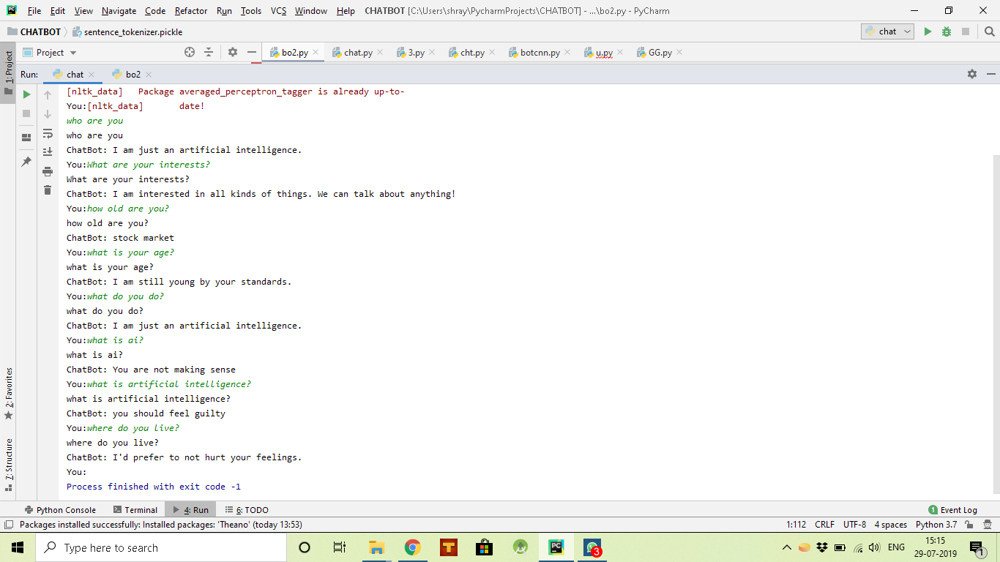 File Edit View Navigate Code Refactor Run Tools VCS Window Help CHATBOT [C:\Users\shray\PycharmProjects\CHATBOT] - ...\bo2.py - PyCharm
CHATBOT sentence_tokenizer.pickle chat
1: Project
Project bo2.py chat.py 3.py cht.py botcnn.py u.py GG.py
Run: chat bo2
[nltk_data]   Package averaged_perceptron_tagger is already up-to-
You:[nltk_data]       date!
who are you
who are you
ChatBot: I am just an artificial intelligence.
You:What are your interests?
What are your interests?
ChatBot: I am interested in all kinds of things. We can talk about anything!
You:how old are you?
how old are you?
ChatBot: stock market
You:what is your age?
what is your age?
ChatBot: I am still young by your standards.
You:what do you do?
what do you do?
ChatBot: I am just an artificial intelligence.
You:what is ai?
what is ai?
ChatBot: You are not making sense
You:what is artificial intelligence?
what is artificial intelligence?
ChatBot: you should feel guilty
You:where do you live?
where do you live?
ChatBot: I'd prefer to not hurt your feelings.
You:
Process finished with exit code -1
2: Favorites
7: Structure
Python Console Terminal 4: Run 6: TODO 1 Event Log
Packages installed successfully: Installed packages: 'Theano' (today 13:53) 1:112 CRLF UTF-8 4 spaces Python 3.7
Type here to search PC 3 ENG 15:15
29-07-2019 1